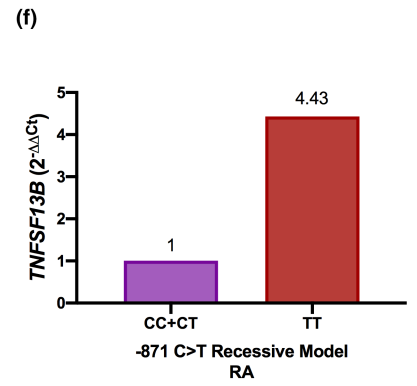 (f)
TNFSF13B (2-ΔΔCt)
5
4
3
2
1
0
1
4.43
CC+CT
TT
-871 C>T Recessive Model
RA